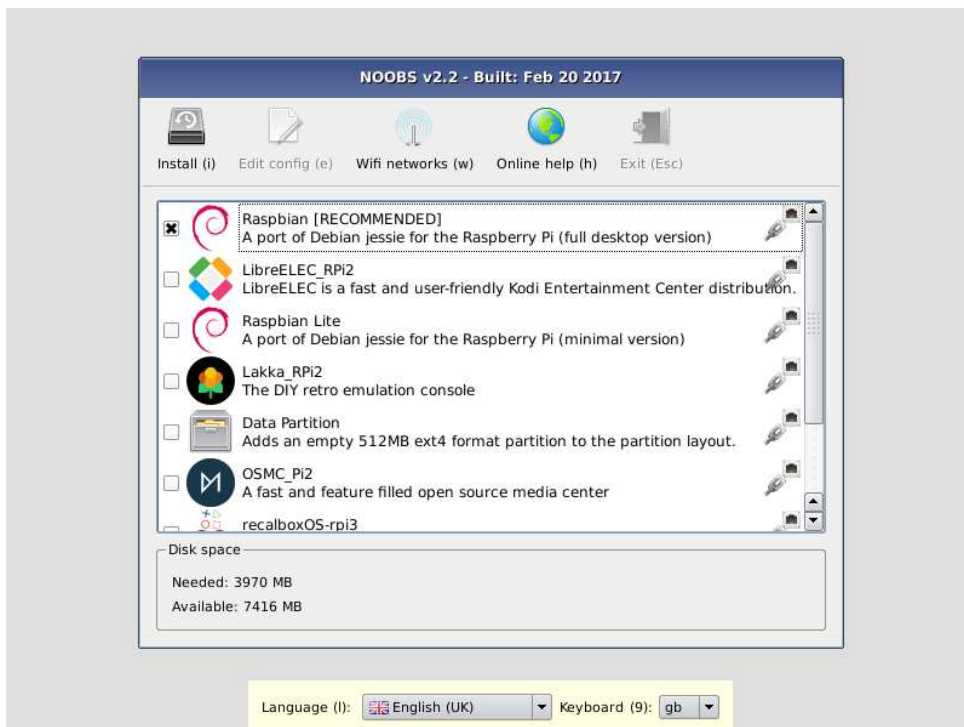 NOOBS v2.2 - Built: Feb 20 2017
Install (i) Edit config (e) Wifi networks (w) Online help (h) Exit (Esc)
Raspbian [RECOMMENDED]
A port of Debian jessie for the Raspberry Pi (full desktop version)
LibreELEC_RPi2
LibreELEC is a fast and user-friendly Kodi Entertainment Center distribution.
Raspbian Lite
A port of Debian jessie for the Raspberry Pi (minimal version)
Lakka_RPi2
The DIY retro emulation console
Data Partition
Adds an empty 512MB ext4 format partition to the partition layout.
OSMC_Pi2
A fast and feature filled open source media center
recalboxOS-rpi3
Disk space
Needed: 3970 MB
Available: 7416 MB
Language (l): English (UK) Keyboard (9): gb